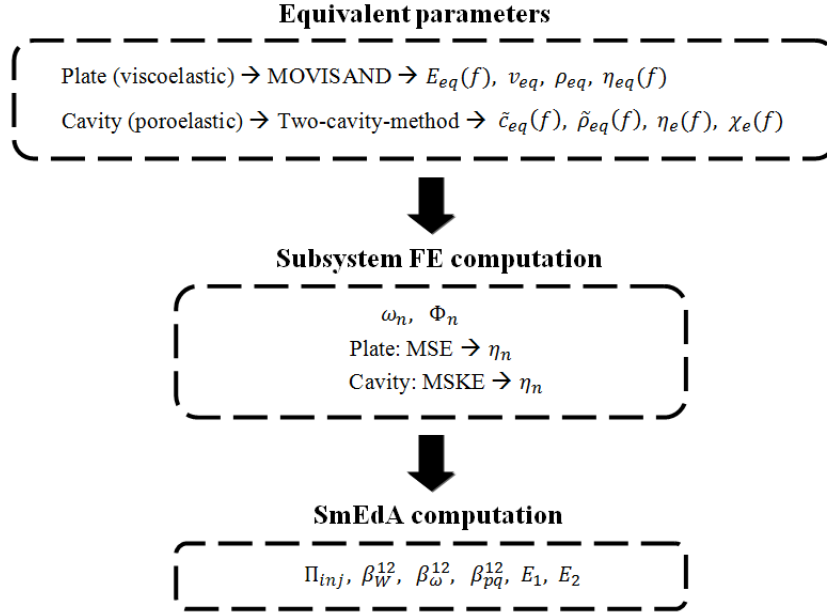 Equivalent parameters
Plate (viscoelastic) → MOVISAND → E_eq(f), ν_eq, ρ_eq, η_eq(f)
Cavity (poroelastic) → Two-cavity-method → c̃_eq(f), ρ̃_eq(f), η_e(f), χ_e(f)
Subsystem FE computation
ω_n, Φ_n
Plate: MSE → η_n
Cavity: MSKE → η_n
SmEdA computation
Π_inj, β_W^12, β_ω^12, β_pq^12, E_1, E_2